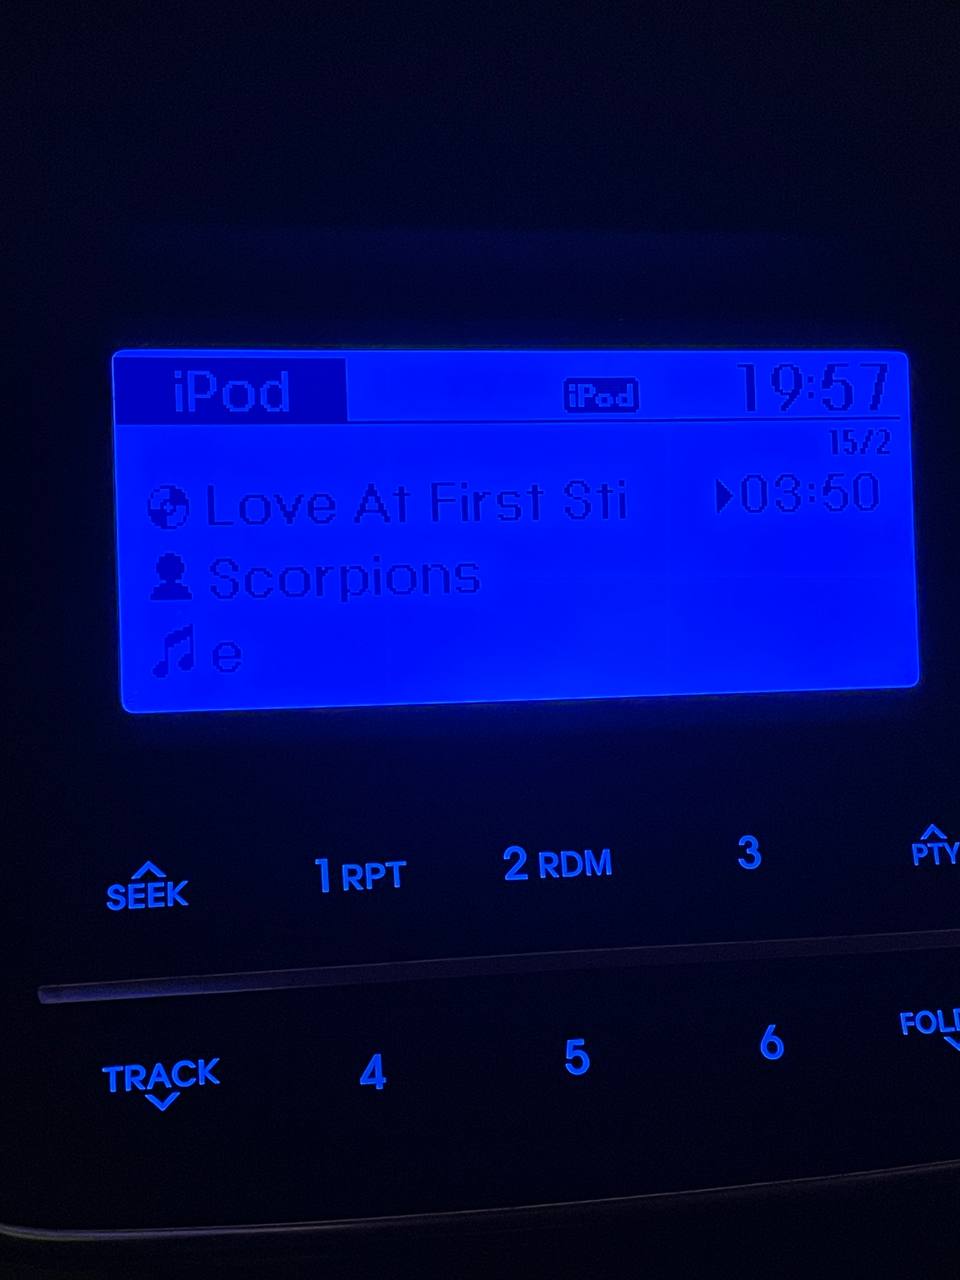 iPod iPod 19:57
15/2
Love At First Sti 03:50
Scorpions
e
SEEK 1 RPT 2 RDM 3 PTY
TRACK 4 5 6 FOLD